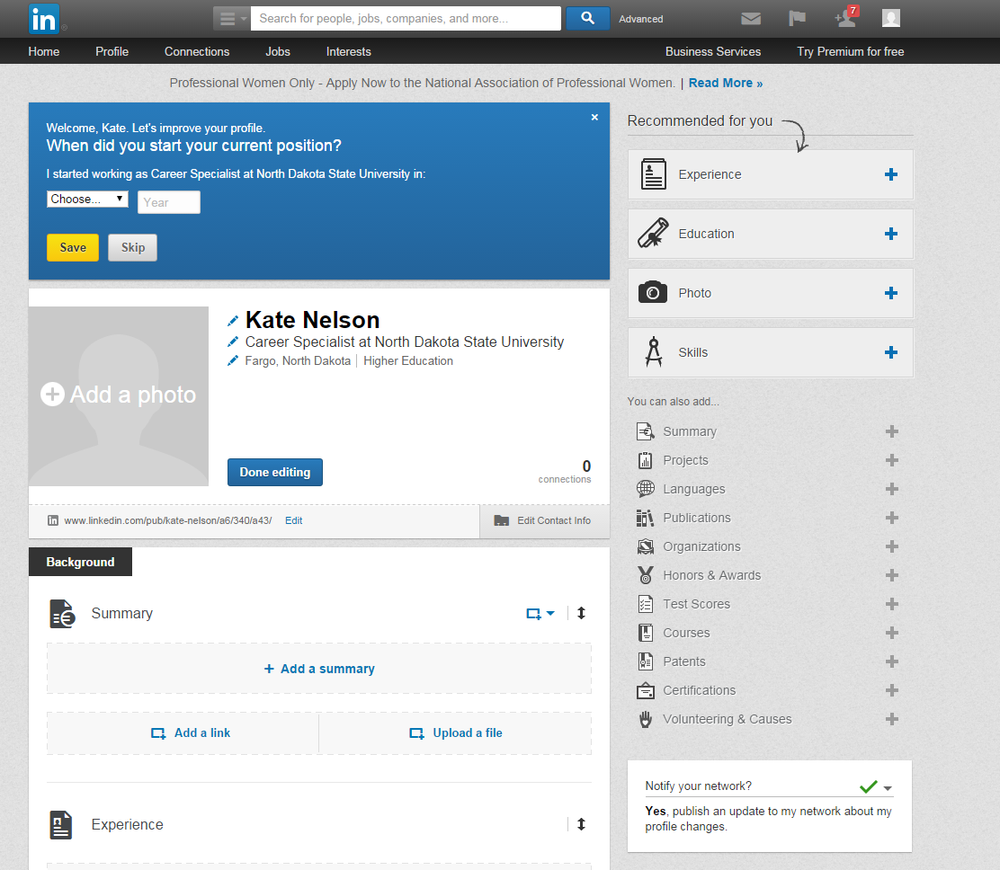 in
Search for people, jobs, companies, and more...
Advanced
7
Home
Profile
Connections
Jobs
Interests
Business Services
Try Premium for free
Professional Women Only - Apply Now to the National Association of Professional Women. | Read More »
Welcome, Kate. Let's improve your profile.
When did you start your current position?
I started working as Career Specialist at North Dakota State University in:
Choose...
Year
Save
Skip
Kate Nelson
Career Specialist at North Dakota State University
Fargo, North Dakota | Higher Education
Add a photo
Done editing
0
connections
in www.linkedin.com/pub/kate-nelson/a6/340/a43/ Edit
Edit Contact Info
Background
Summary
+ Add a summary
Add a link
Upload a file
Experience
Recommended for you
Experience
Education
Photo
Skills
You can also add...
Summary
Projects
Languages
Publications
Organizations
Honors & Awards
Test Scores
Courses
Patents
Certifications
Volunteering & Causes
Notify your network?
Yes, publish an update to my network about my
profile changes.